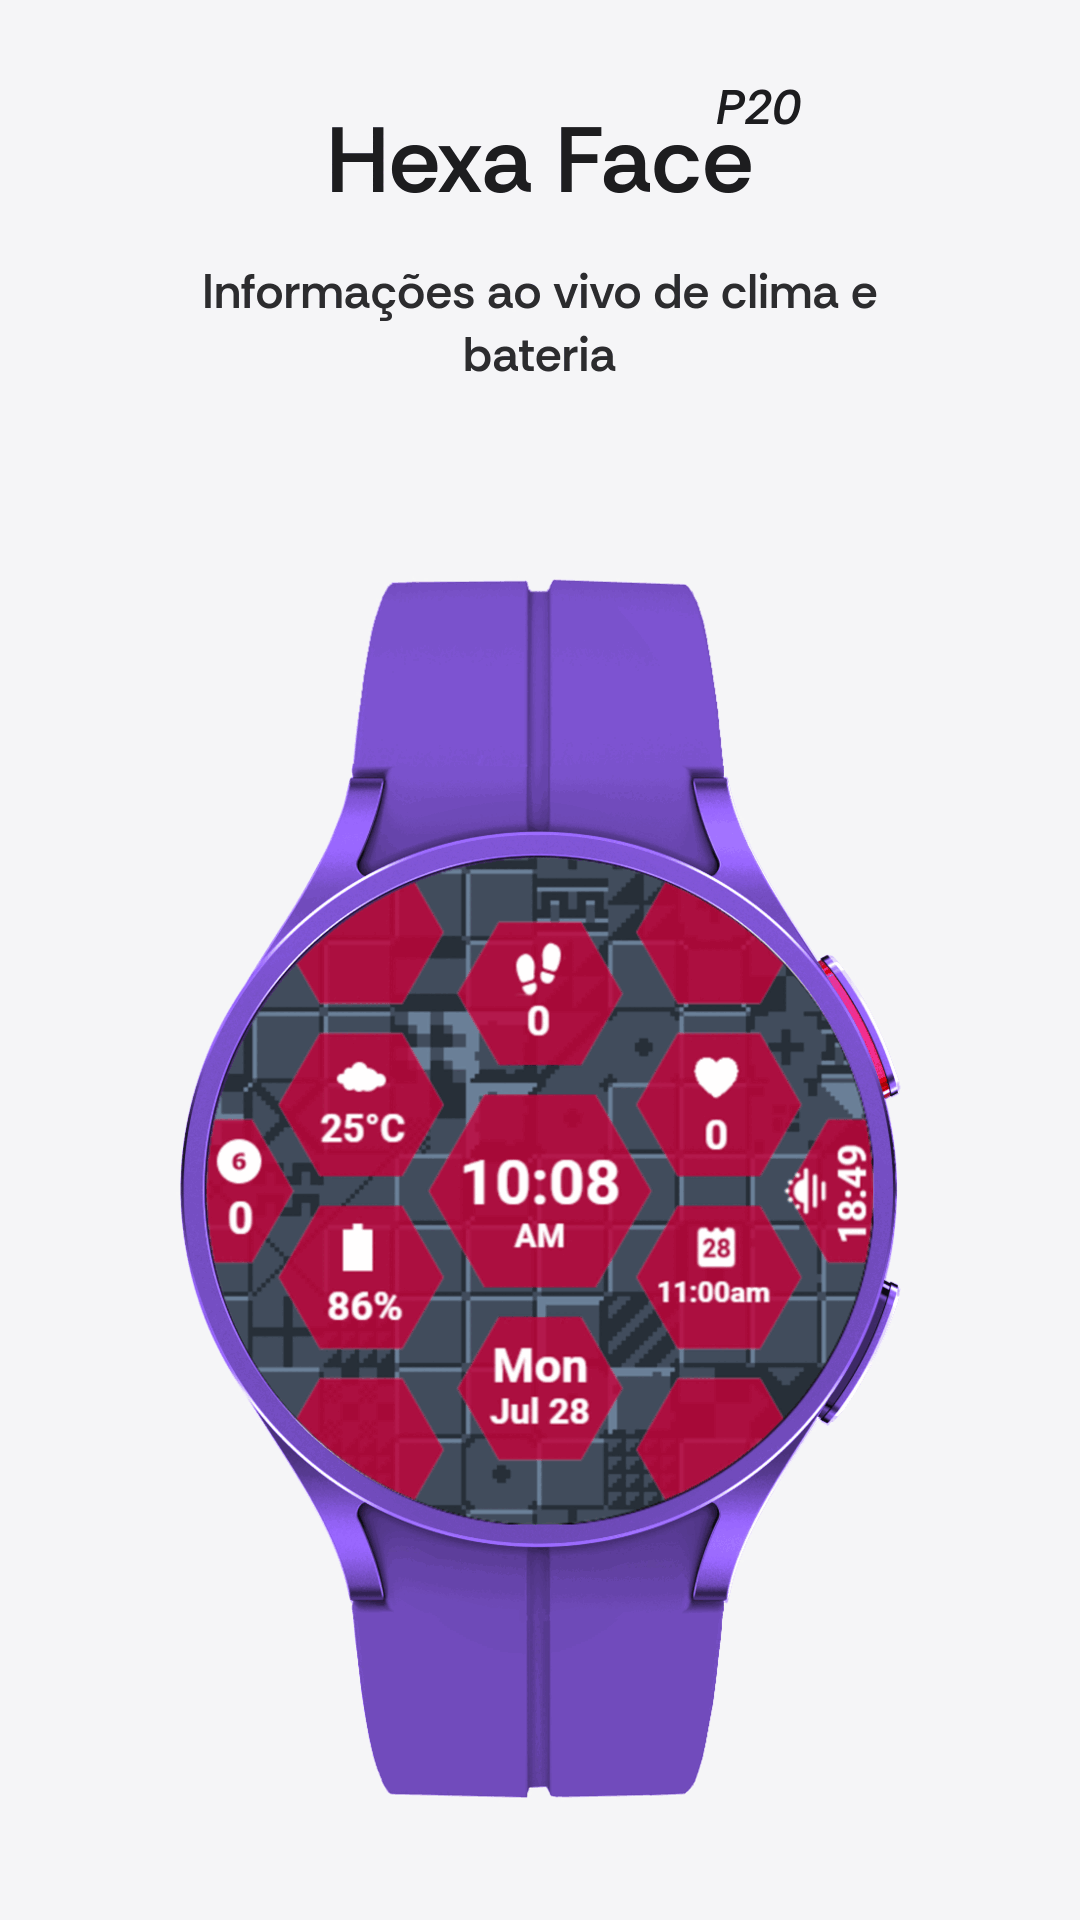 P20
Hexa Face
Informações ao vivo de clima e
bateria
0
25°C
0
6
0
10:08
AM
18:49
86%
28
11:00am
Mon
Jul 28